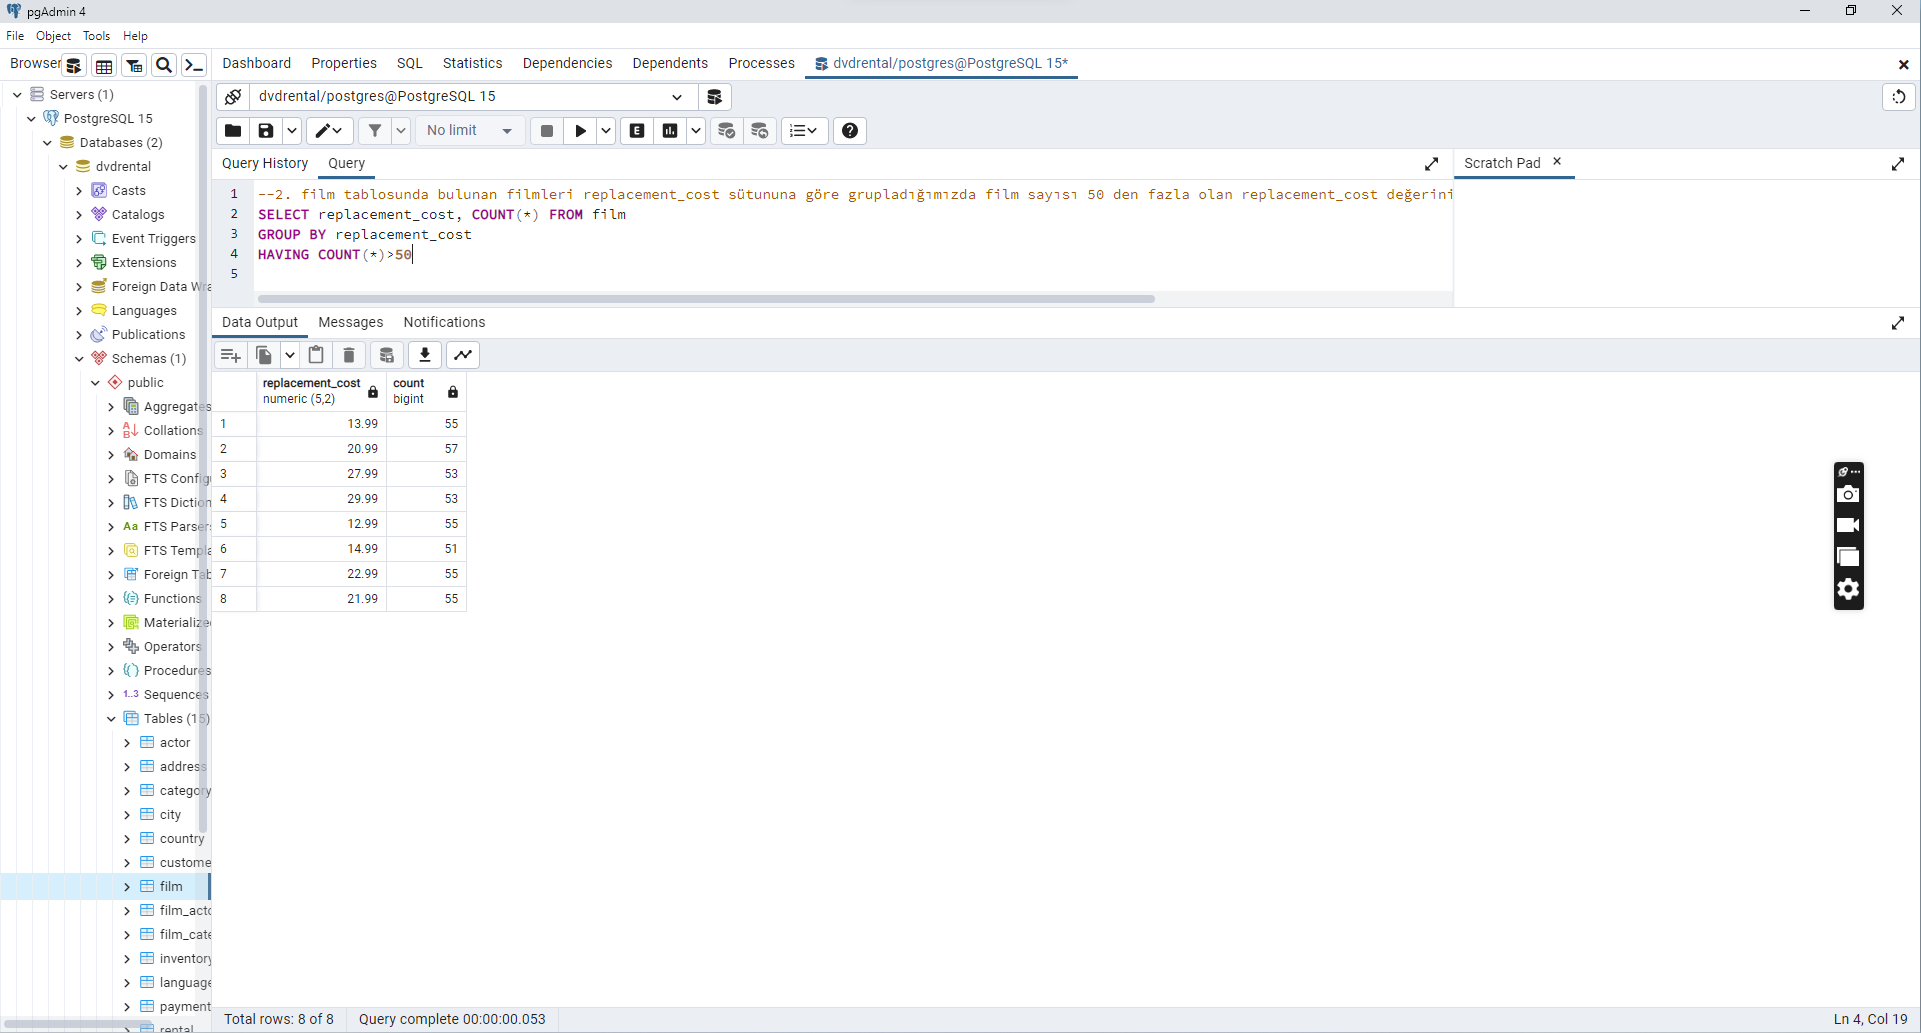 pgAdmin 4
File Object Tools Help
Browser
Dashboard Properties SQL Statistics Dependencies Dependents Processes dvdrental/postgres@PostgreSQL 15*
Servers (1)
PostgreSQL 15
Databases (2)
dvdrental
Casts
Catalogs
Event Triggers
Extensions
Foreign Data Wra
Languages
Publications
Schemas (1)
public
Aggregates
Collations
Domains
FTS Config
FTS Diction
FTS Parsers
FTS Templa
Foreign Tab
Functions
Materialize
Operators
Procedures
1..3 Sequences
Tables (15)
actor
address
category
city
country
custome
film
film_acto
film_cate
inventory
language
payment
rental
dvdrental/postgres@PostgreSQL 15
No limit
E
Query History Query
Scratch Pad
1 --2. film tablosunda bulunan filmleri replacement_cost sütununa göre grupladığımızda film sayısı 50 den fazla olan replacement_cost değerini
2 SELECT replacement_cost, COUNT(*) FROM film
3 GROUP BY replacement_cost
4 HAVING COUNT(*)>50
5
Data Output Messages Notifications
replacement_cost count
numeric (5,2) bigint
1 13.99 55
2 20.99 57
3 27.99 53
4 29.99 53
5 12.99 55
6 14.99 51
7 22.99 55
8 21.99 55
Total rows: 8 of 8 Query complete 00:00:00.053
Ln 4, Col 19